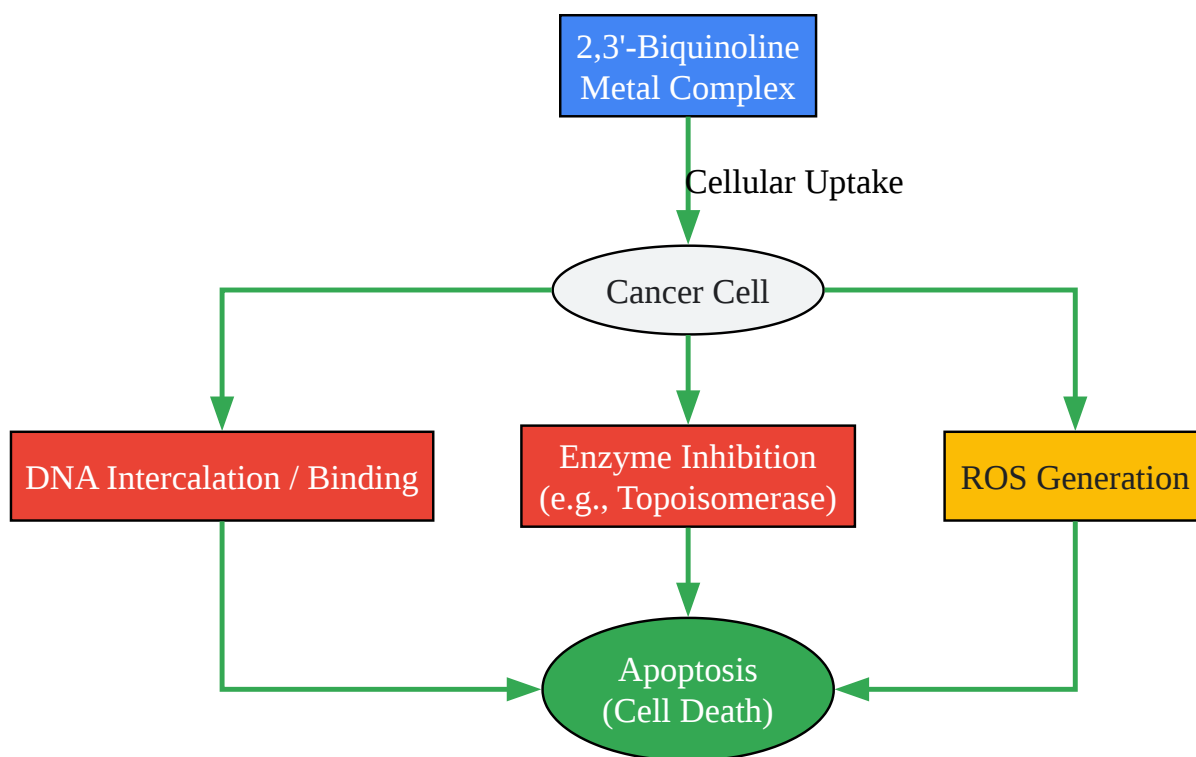 2,3'-Biquinoline
Metal Complex
Cellular Uptake
Cancer Cell
DNA Intercalation / Binding
Enzyme Inhibition
(e.g., Topoisomerase)
ROS Generation
Apoptosis
(Cell Death)